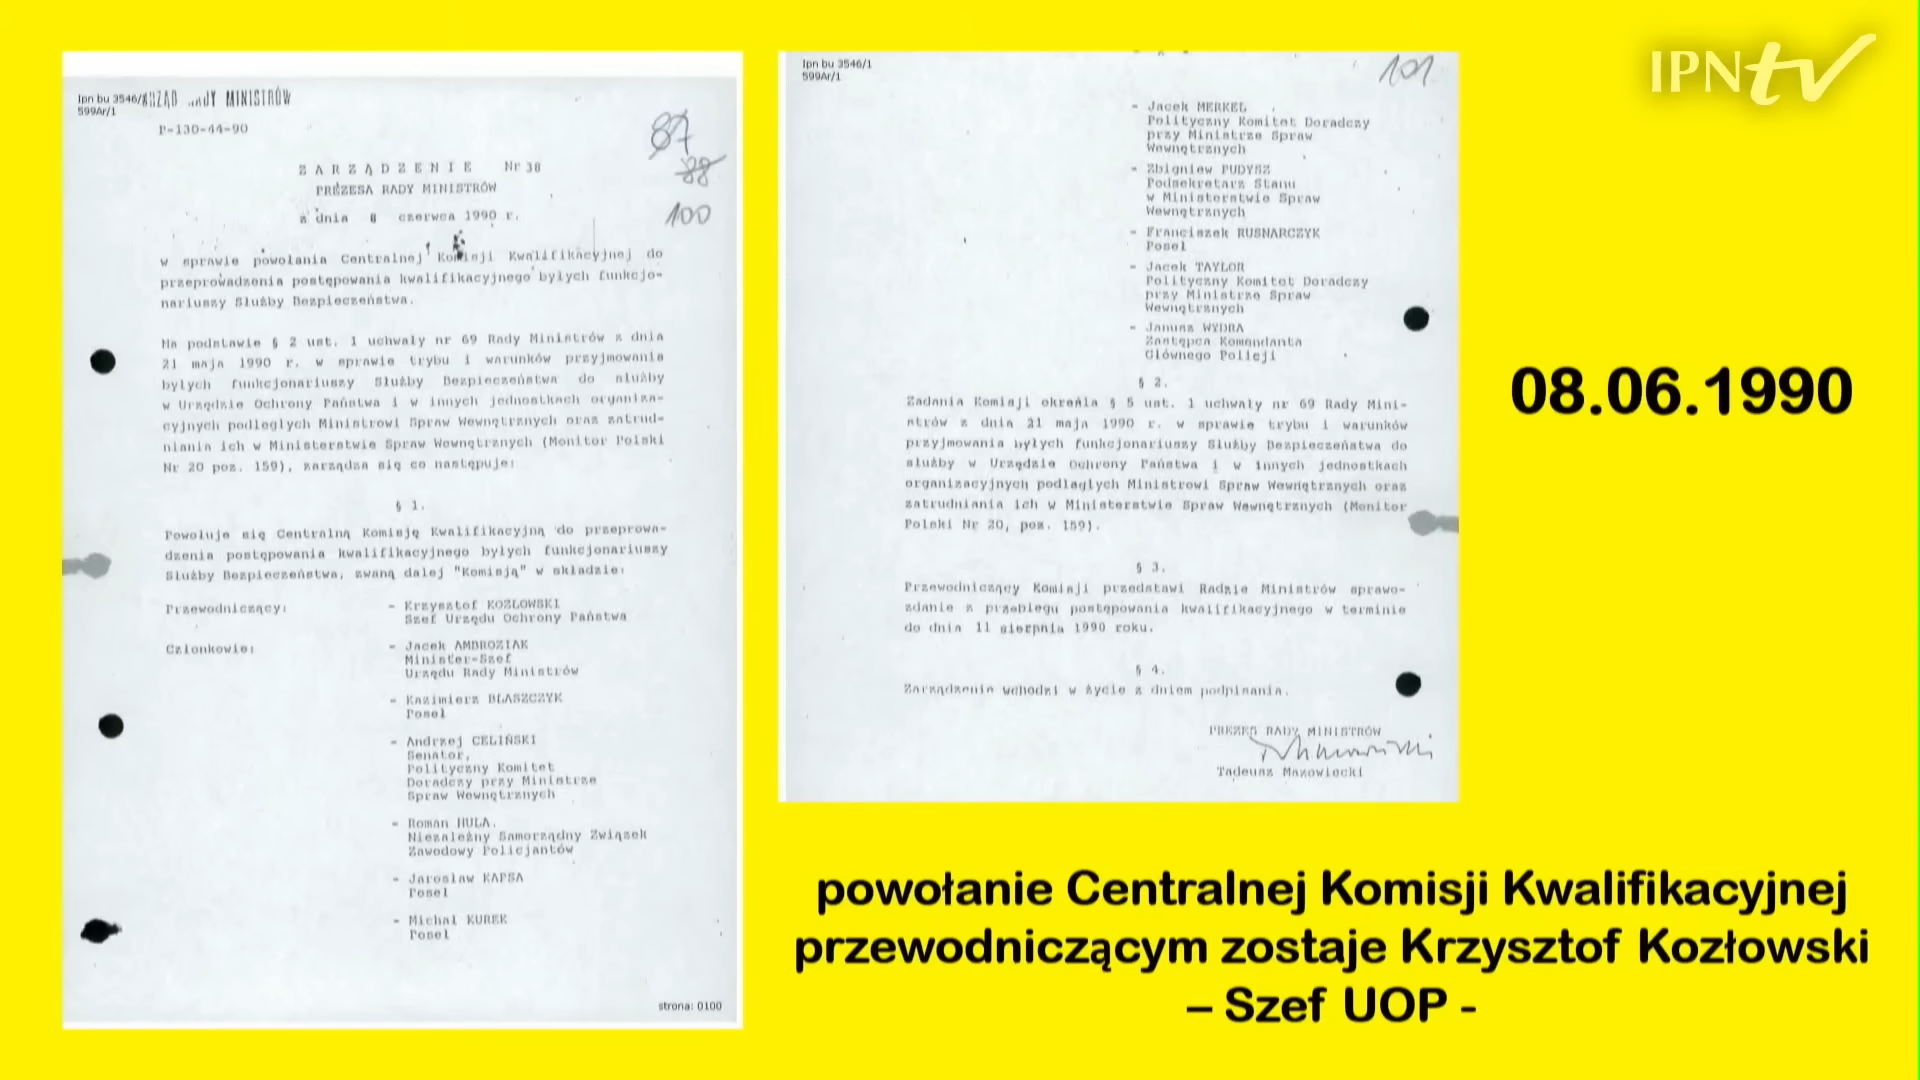 IPNtv
Ipn bu 3546/1
599Ar/1
URZĄD RADY MINISTRÓW
P-130-44-90
87
88
100
ZARZĄDZENIE Nr 38
PREZESA RADY MINISTRÓW
z dnia 8 czerwca 1990 r.
w sprawie powołania Centralnej Komisji Kwalifikacyjnej do
przeprowadzenia postępowania kwalifikacyjnego byłych funkcjo-
nariuszy Służby Bezpieczeństwa.
Na podstawie § 2 ust. 1 uchwały nr 69 Rady Ministrów z dnia
21 maja 1990 r. w sprawie trybu i warunków przyjmowania
byłych funkcjonariuszy Służby Bezpieczeństwa do służby
w Urzędzie Ochrony Państwa i w innych jednostkach organiza-
cyjnych podległych Ministrowi Spraw Wewnętrznych oraz zatrud-
niania ich w Ministerstwie Spraw Wewnętrznych (Monitor Polski
Nr 20 poz. 159), zarządza się co następuje:
§ 1.
Powołuje się Centralną Komisję Kwalifikacyjną do przeprowa-
dzenia postępowania kwalifikacyjnego byłych funkcjonariuszy
Służby Bezpieczeństwa, zwaną dalej "Komisją" w składzie:
Przewodniczący: - Krzysztof KOZŁOWSKI
Szef Urzędu Ochrony Państwa
Członkowie: - Jacek AMBROZIAK
Minister-Szef
Urzędu Rady Ministrów
- Kazimierz BŁASZCZYK
Poseł
- Andrzej CELIŃSKI
Senator,
Polityczny Komitet
Doradczy przy Ministrze
Spraw Wewnętrznych
- Roman HULA.
Niezależny Samorządny Związek
Zawodowy Policjantów
- Jarosław KAPSA
Poseł
- Michał KUREK
Poseł
strona: 0100
Ipn bu 3546/1
599Ar/1
101
- Jacek MERKEL
Polityczny Komitet Doradczy
przy Ministrze Spraw
Wewnętrznych
- Zbigniew PUDYSZ
Podsekretarz Stanu
w Ministerstwie Spraw
Wewnętrznych
- Franciszek RUSNARCZYK
Poseł
- Jacek TAYLOR
Polityczny Komitet Doradczy
przy Ministrze Spraw
Wewnętrznych
- Janusz WYDRA
Zastępca Komendanta
Głównego Policji
§ 2.
Zadania Komisji określa § 5 ust. 1 uchwały nr 69 Rady Mini-
strów z dnia 21 maja 1990 r. w sprawie trybu i warunków
przyjmowania byłych funkcjonariuszy Służby Bezpieczeństwa do
służby w Urzędzie Ochrony Państwa i w innych jednostkach
organizacyjnych podległych Ministrowi Spraw Wewnętrznych oraz
zatrudniania ich w Ministerstwie Spraw Wewnętrznych (Monitor
Polski Nr 20, poz. 159).
§ 3.
Przewodniczący Komisji przedstawi Radzie Ministrów sprawo-
zdanie z przebiegu postępowania kwalifikacyjnego w terminie
do dnia 11 sierpnia 1990 roku.
§ 4.
Zarządzenie wchodzi w życie z dniem podpisania.
PREZES RADY MINISTRÓW
Tadeusz Mazowiecki
08.06.1990
powołanie Centralnej Komisji Kwalifikacyjnej
przewodniczącym zostaje Krzysztof Kozłowski
– Szef UOP -